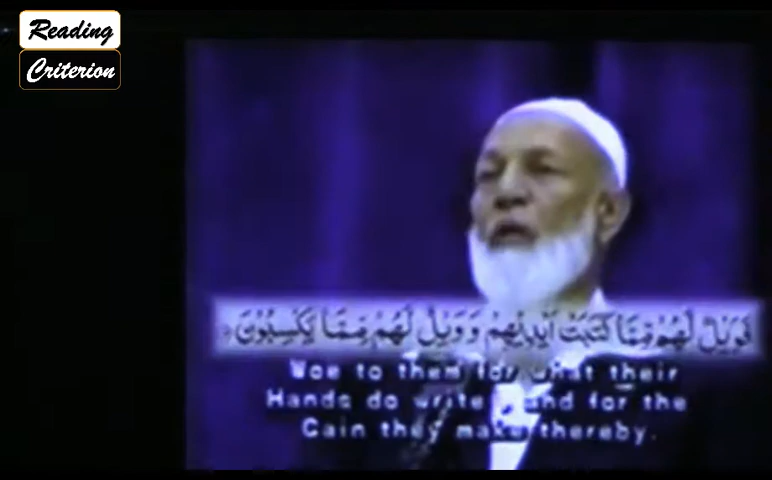 Reading
Criterion
فَوَيْلٌ لَهُمْ مِمَّا كَتَبَتْ أَيْدِيهِمْ وَوَيْلٌ لَهُمْ مِمَّا يَكْسِبُونَ
Woe to them for what their
Hands do write , and for the
Cain they make thereby.